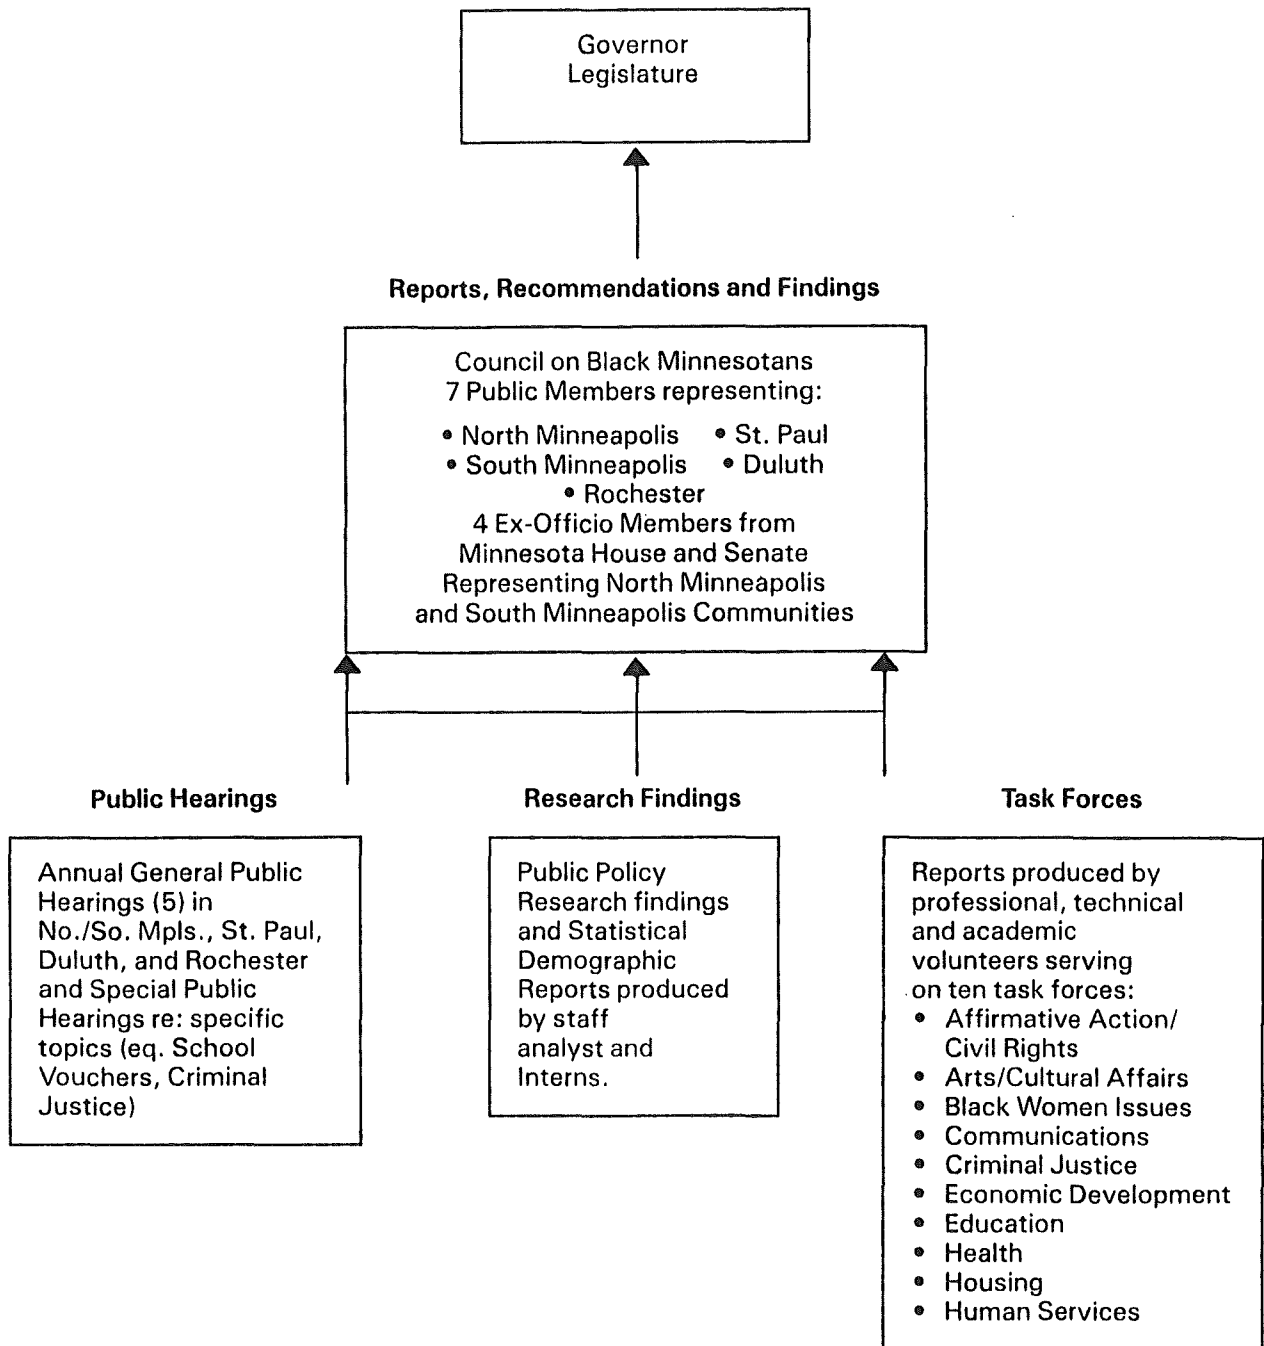 Governor
Legislature
Reports, Recommendations and Findings
Council on Black Minnesotans
7 Public Members representing:
• North Minneapolis • St. Paul
• South Minneapolis • Duluth
• Rochester
4 Ex-Officio Members from
Minnesota House and Senate
Representing North Minneapolis
and South Minneapolis Communities
Public Hearings
Annual General Public
Hearings (5) in
No./So. Mpls., St. Paul,
Duluth, and Rochester
and Special Public
Hearings re: specific
topics (eq. School
Vouchers, Criminal
Justice)
Research Findings
Public Policy
Research findings
and Statistical
Demographic
Reports produced
by staff
analyst and
Interns.
Task Forces
Reports produced by
professional, technical
and academic
volunteers serving
on ten task forces:
• Affirmative Action/
Civil Rights
• Arts/Cultural Affairs
• Black Women Issues
• Communications
• Criminal Justice
• Economic Development
• Education
• Health
• Housing
• Human Services